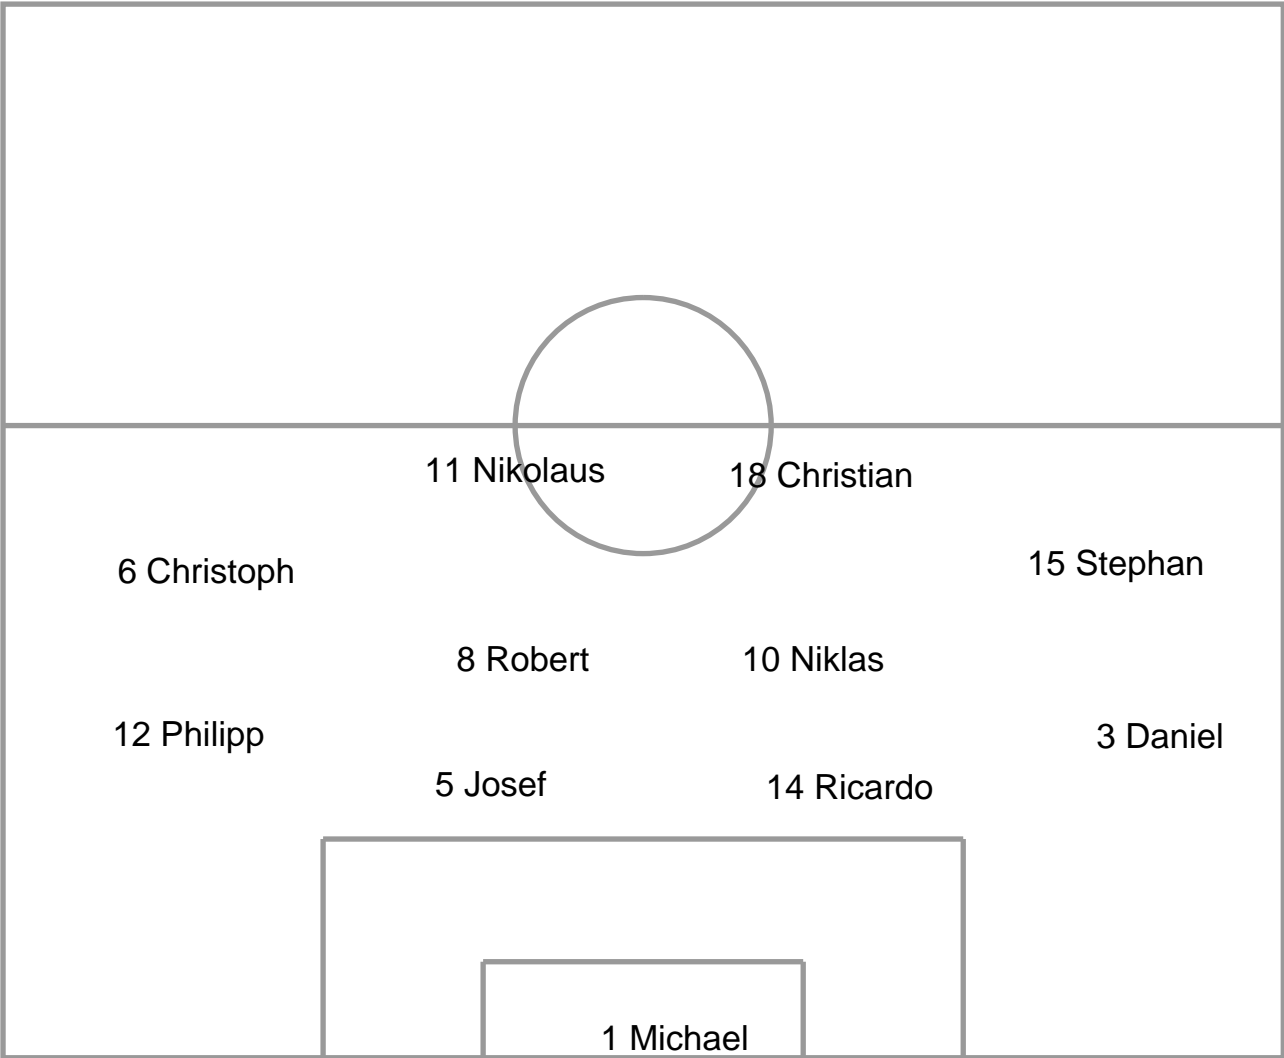 11 Nikolaus
18 Christian
6 Christoph
15 Stephan
8 Robert
10 Niklas
12 Philipp
3 Daniel
5 Josef
14 Ricardo
1 Michael